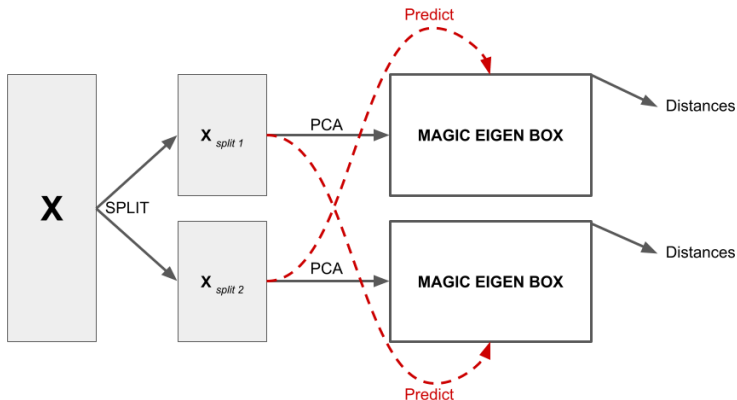 Predict
X
SPLIT
X split 1
PCA
MAGIC EIGEN BOX
Distances
X split 2
PCA
MAGIC EIGEN BOX
Distances
Predict